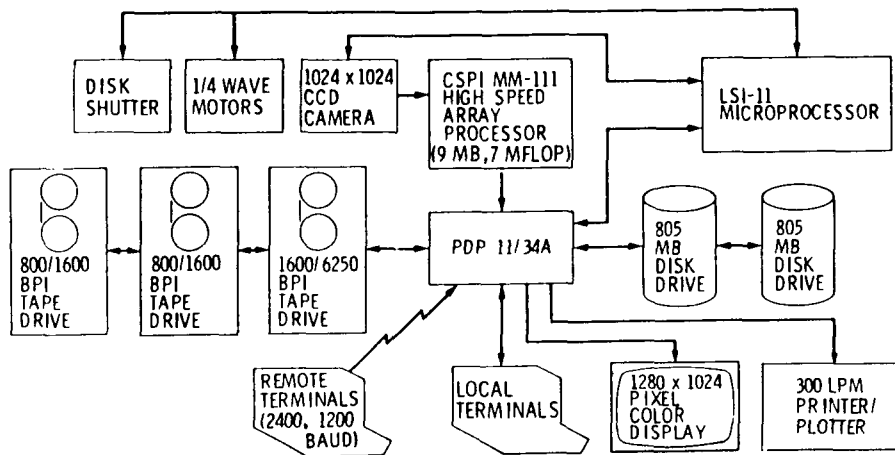 DISK
SHUTTER
1/4 WAVE
MOTORS
1024 x 1024
CCD
CAMERA
CSPI MM-111
HIGH SPEED
ARRAY
PROCESSOR
(9 MB, 7 MFLOP)
LSI-11
MICROPROCESSOR
800/1600
BPI
TAPE
DRIVE
800/1600
BPI
TAPE
DRIVE
1600/6250
BPI
TAPE
DRIVE
PDP 11/34A
805
MB
DISK
DRIVE
805
MB
DISK
DRIVE
REMOTE
TERMINALS
(2400, 1200
BAUD)
LOCAL
TERMINALS
1280 x 1024
PIXEL
COLOR
DISPLAY
300 LPM
PRINTER/
PLOTTER